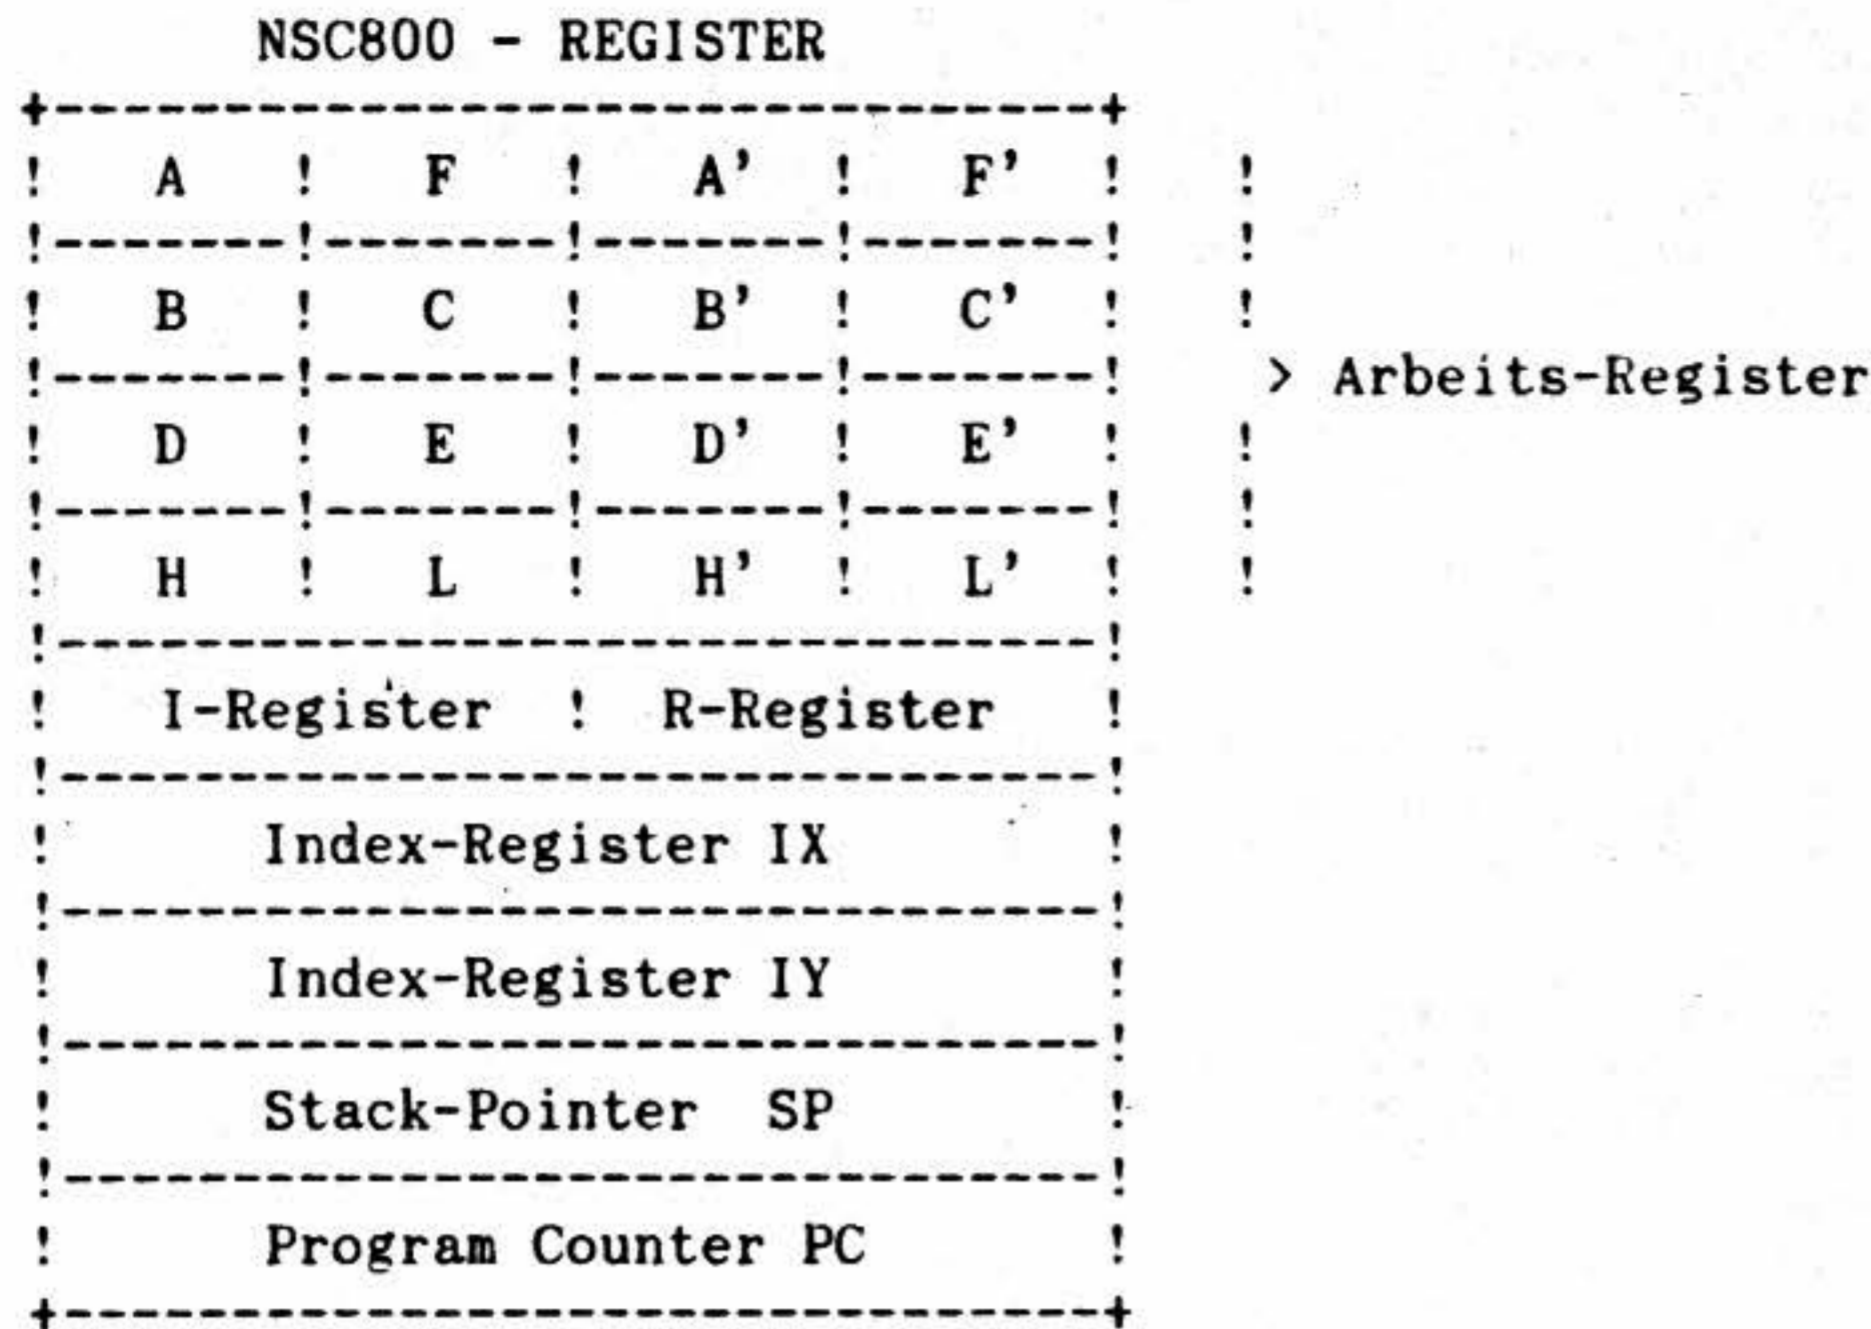 NSC800 - REGISTER
+-------------------------------+
! A ! F ! A' ! F' ! !
!-------!-------!-------!-------! !
! B ! C ! B' ! C' ! !
!-------!-------!-------!-------! > Arbeits-Register
! D ! E ! D' ! E' ! !
!-------!-------!-------!-------! !
! H ! L ! H' ! L' ! !
!-------------------------------!
! I-Register ! R-Register !
!-------------------------------!
! Index-Register IX !
!-------------------------------!
! Index-Register IY !
!-------------------------------!
! Stack-Pointer SP !
!-------------------------------!
! Program Counter PC !
+-------------------------------+